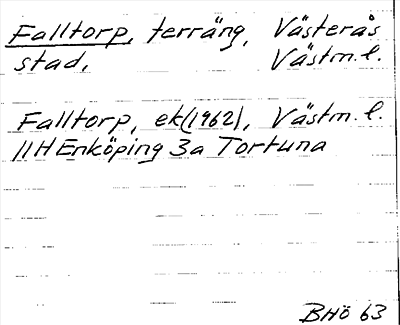 Falltorp, terräng, Västerås
stad, Västm.l.
Falltorp, ek(1962), Västm.l.
11H Enköping 3a Tortuna
BHÖ 63